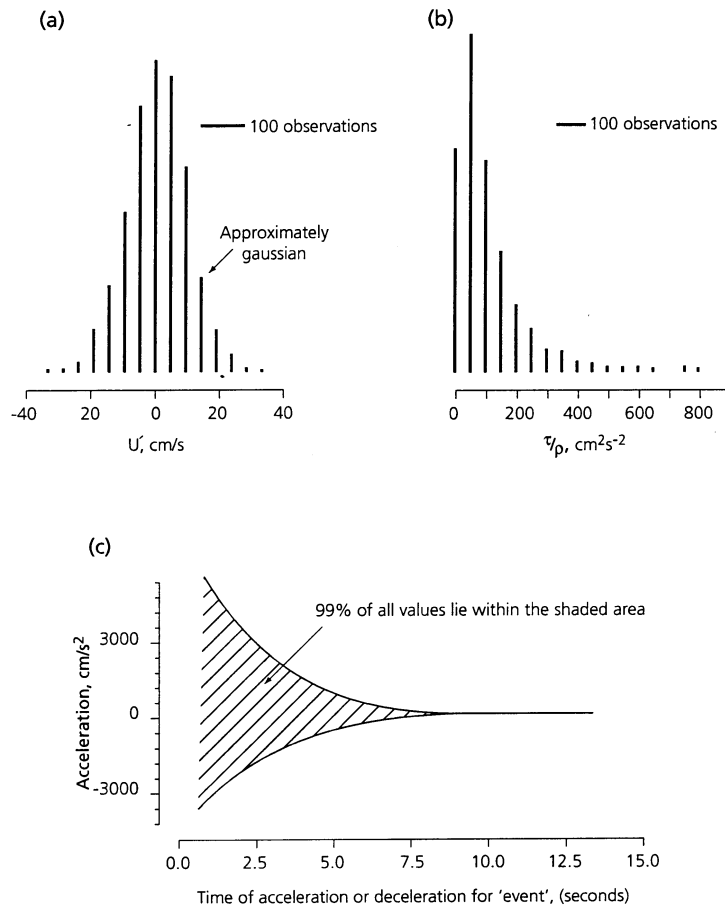 (a)
(b)
100 observations
100 observations
Approximately
gaussian
-40 20 0 20 40
U´, cm/s
0 200 400 600 800
τ/ρ, cm²s⁻²
(c)
99% of all values lie within the shaded area
Acceleration, cm/s²
3000
0
-3000
0.0 2.5 5.0 7.5 10.0 12.5 15.0
Time of acceleration or deceleration for 'event', (seconds)